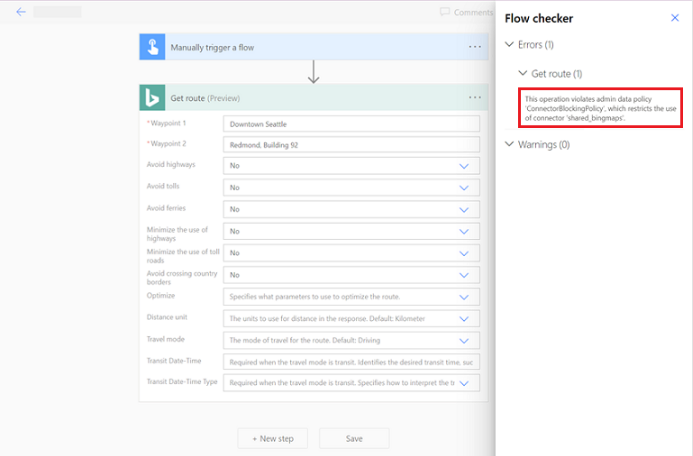 Comments
Flow checker
Errors (1)
Get route (1)
This operation violates admin data policy
'ConnectorBlockingPolicy', which restricts the use
of connector 'shared_bingmaps'.
Warnings (0)
Manually trigger a flow
Get route (Preview)
*Waypoint 1
Downtown Seattle
*Waypoint 2
Redmond, Building 92
Avoid highways
No
Avoid tolls
No
Avoid ferries
No
Minimize the use of
highways
No
Minimize the use of toll
roads
No
Avoid crossing country
borders
No
Optimize
Specifies what parameters to use to optimize the route.
Distance unit
The units to use for distance in the response. Default: Kilometer
Travel mode
The mode of travel for the route. Default: Driving
Transit Date-Time
Required when the travel mode is transit. Identifies the desired transit time, suc
Transit Date-Time Type
Required when the travel mode is transit. Specifies how to interpret the t
+ New step
Save